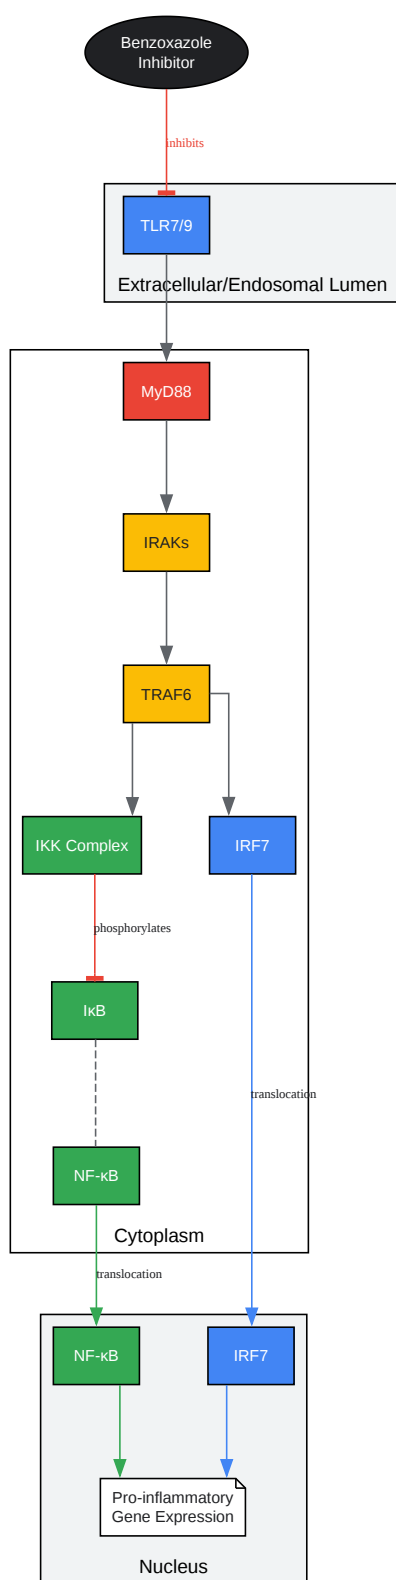 Benzoxazole
Inhibitor
inhibits
TLR7/9
Extracellular/Endosomal Lumen
MyD88
IRAKs
TRAF6
IKK Complex
IRF7
phosphorylates
IκB
translocation
NF-κB
Cytoplasm
translocation
NF-κB
IRF7
Pro-inflammatory
Gene Expression
Nucleus